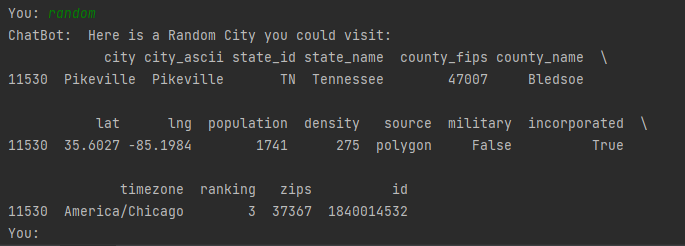 You: random
ChatBot:  Here is a Random City you could visit:
            city city_ascii state_id state_name  county_fips county_name  \
11530  Pikeville  Pikeville       TN  Tennessee        47007     Bledsoe
           lat      lng  population  density   source  military  incorporated  \
11530  35.6027 -85.1984        1741      275  polygon     False          True
              timezone  ranking   zips          id
11530  America/Chicago        3  37367  1840014532
You: